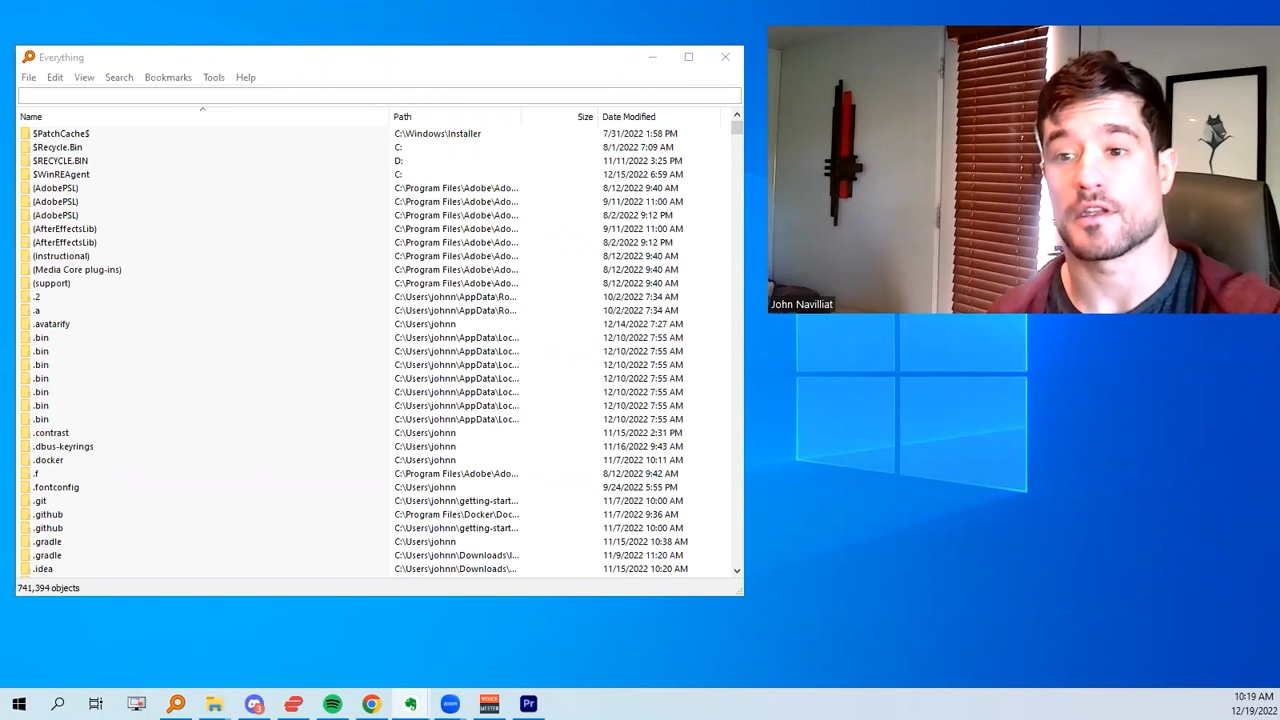 Everything
File Edit View Search Bookmarks Tools Help
Name Path Size Date Modified
$PatchCache$ C:\Windows\Installer 7/31/2022 1:58 PM
$Recycle.Bin C: 8/1/2022 7:09 AM
$RECYCLE.BIN D: 11/11/2022 3:25 PM
$WinREAgent C: 12/15/2022 6:59 AM
(AdobePSL) C:\Program Files\Adobe\Ado... 8/12/2022 9:40 AM
(AdobePSL) C:\Program Files\Adobe\Ado... 9/11/2022 11:00 AM
(AdobePSL) C:\Program Files\Adobe\Ado... 8/2/2022 9:12 PM
(AfterEffectsLib) C:\Program Files\Adobe\Ado... 9/11/2022 11:00 AM
(AfterEffectsLib) C:\Program Files\Adobe\Ado... 8/2/2022 9:12 PM
(instructional) C:\Program Files\Adobe\Ado... 8/12/2022 9:40 AM
(Media Core plug-ins) C:\Program Files\Adobe\Ado... 8/12/2022 9:40 AM
(support) C:\Program Files\Adobe\Ado... 8/12/2022 9:40 AM
.2 C:\Users\johnn\AppData\Ro... 10/2/2022 7:34 AM
.a C:\Users\johnn\AppData\Ro... 10/2/2022 7:34 AM
.avatarify C:\Users\johnn 12/14/2022 7:27 AM
.bin C:\Users\johnn\AppData\Loc... 12/10/2022 7:55 AM
.bin C:\Users\johnn\AppData\Loc... 12/10/2022 7:55 AM
.bin C:\Users\johnn\AppData\Loc... 12/10/2022 7:55 AM
.bin C:\Users\johnn\AppData\Loc... 12/10/2022 7:55 AM
.bin C:\Users\johnn\AppData\Loc... 12/10/2022 7:55 AM
.bin C:\Users\johnn\AppData\Loc... 12/10/2022 7:55 AM
.bin C:\Users\johnn\AppData\Loc... 12/10/2022 7:55 AM
.contrast C:\Users\johnn 11/15/2022 2:31 PM
.dbus-keyrings C:\Users\johnn 11/16/2022 9:43 AM
.docker C:\Users\johnn 11/7/2022 10:11 AM
.f C:\Program Files\Adobe\Ado... 8/12/2022 9:42 AM
.fontconfig C:\Users\johnn 9/24/2022 5:55 PM
.git C:\Users\johnn\getting-start... 11/7/2022 10:00 AM
.github C:\Program Files\Docker\Doc... 11/7/2022 9:36 AM
.github C:\Users\johnn\getting-start... 11/7/2022 10:00 AM
.gradle C:\Users\johnn 11/15/2022 10:38 AM
.gradle C:\Users\johnn\Downloads\I... 11/9/2022 11:20 AM
.idea C:\Users\johnn\Downloads\... 11/15/2022 10:20 AM
741,394 objects
John Navilliat
3
zoom
VOICE
MEETER
Pr
10:19 AM
12/19/2022